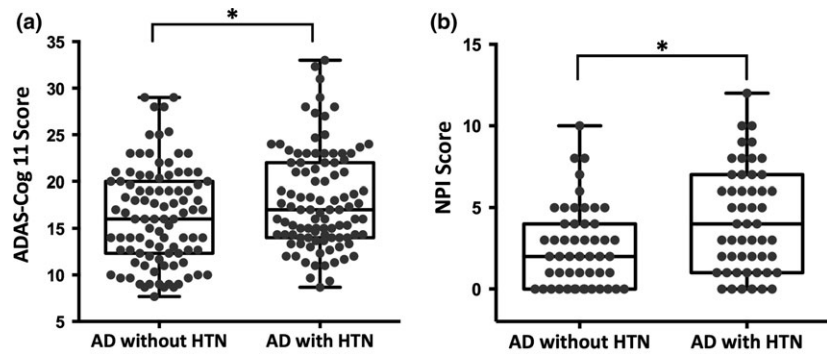 (a)
*
ADAS-Cog 11 Score
35
30
25
20
15
10
5
AD without HTN
AD with HTN
(b)
*
NPI Score
15
10
5
0
AD without HTN
AD with HTN